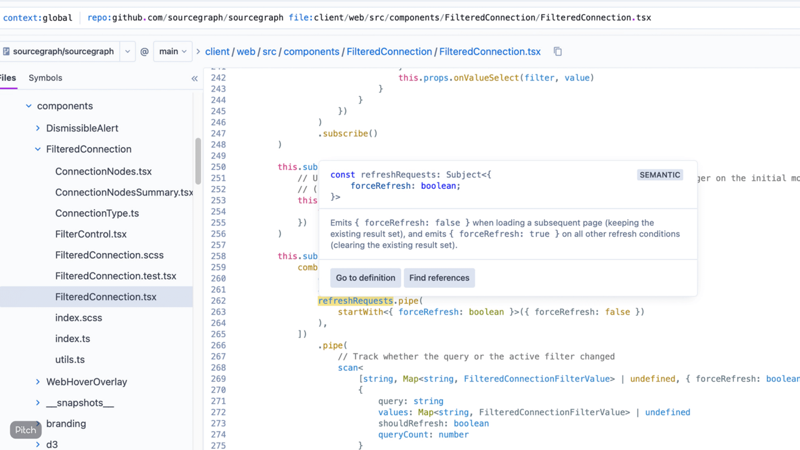 context:global repo:github.com/sourcegraph/sourcegraph file:client/web/src/components/FilteredConnection/FilteredConnection.tsx
sourcegraph/sourcegraph @ main client / web / src / components / FilteredConnection / FilteredConnection.tsx
Files Symbols «
components
DismissibleAlert
FilteredConnection
ConnectionNodes.tsx
ConnectionNodesSummary.tsx
ConnectionType.ts
FilterControl.tsx
FilteredConnection.scss
FilteredConnection.test.tsx
FilteredConnection.tsx
index.scss
index.ts
utils.ts
WebHoverOverlay
__snapshots__
branding
d3
Pitch
242 this.props.onValueSelect(filter, value)
243 }
244 }
245 })
246 )
247 .subscribe()
248 )
249
250 this.sub
251 // U ger on the initial mo
252 // (
253 this
254
255 })
256 )
257
258 this.sub
259 comb
260
261
262 refreshRequests.pipe(
263 startWith<{ forceRefresh: boolean }>({ forceRefresh: false })
264 ),
265 ])
266 .pipe(
267 // Track whether the query or the active filter changed
268 scan<
269 [string, Map<string, FilteredConnectionFilterValue> | undefined, { forceRefresh: boolean
270 {
271 query: string
272 values: Map<string, FilteredConnectionFilterValue> | undefined
273 shouldRefresh: boolean
274 queryCount: number
275 }
const refreshRequests: Subject<{ SEMANTIC
forceRefresh: boolean;
}>
Emits { forceRefresh: false } when loading a subsequent page (keeping the
existing result set), and emits { forceRefresh: true } on all other refresh conditions
(clearing the existing result set).
Go to definition Find references